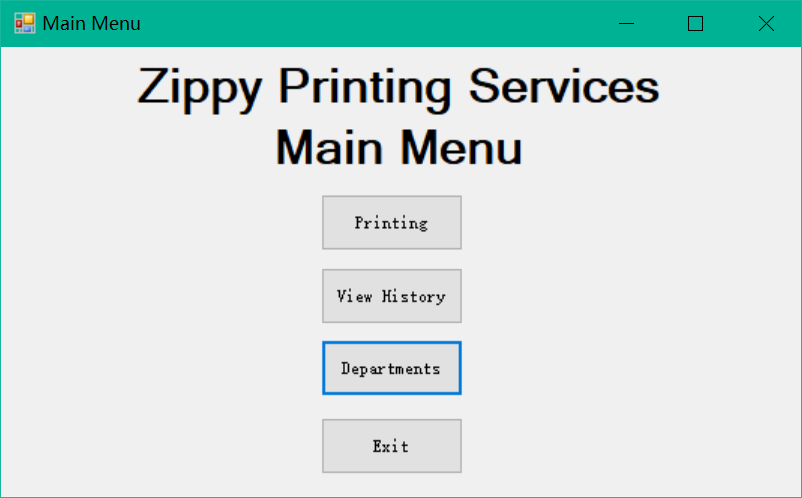 Main Menu
Zippy Printing Services
Main Menu
Printing
View History
Departments
Exit